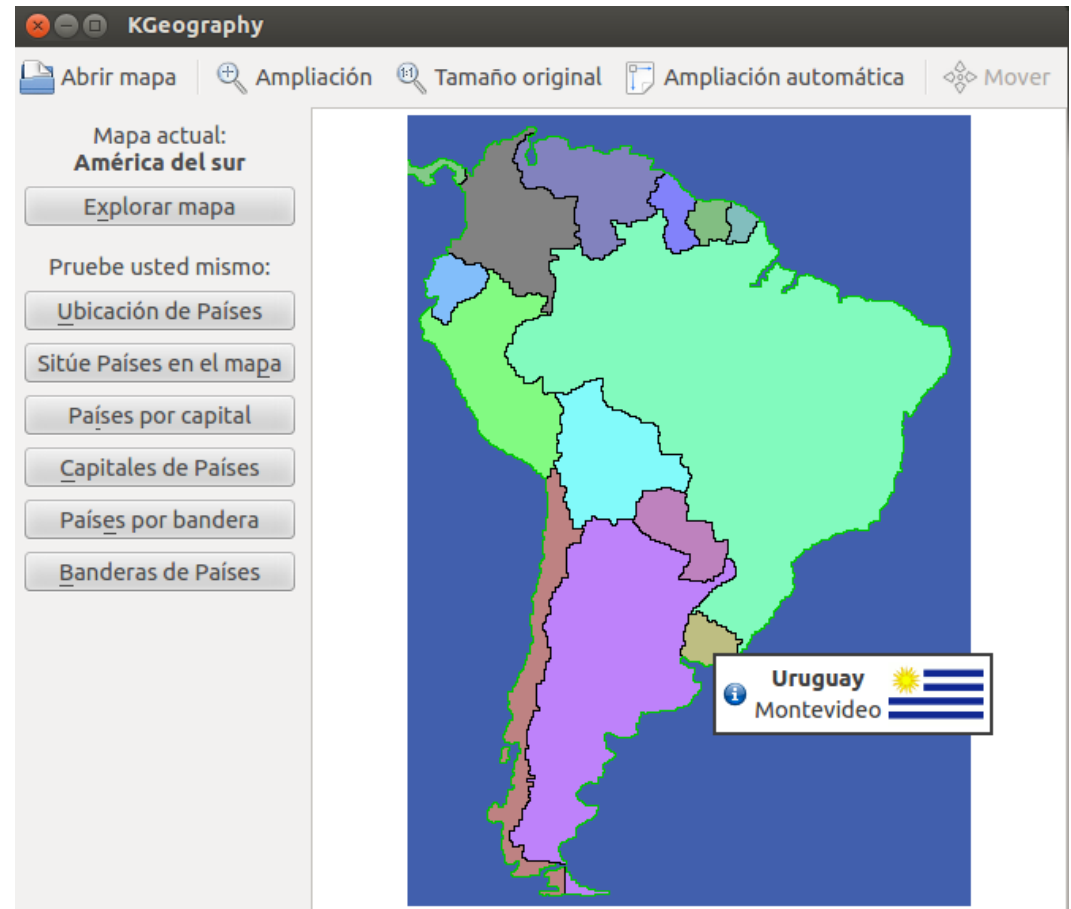 KGeography
Abrir mapa Ampliación 1:1 Tamaño original Ampliación automática Mover
Mapa actual:
América del sur
Explorar mapa
Pruebe usted mismo:
Ubicación de Países
Sitúe Países en el mapa
Países por capital
Capitales de Países
Países por bandera
Banderas de Países
Uruguay
Montevideo